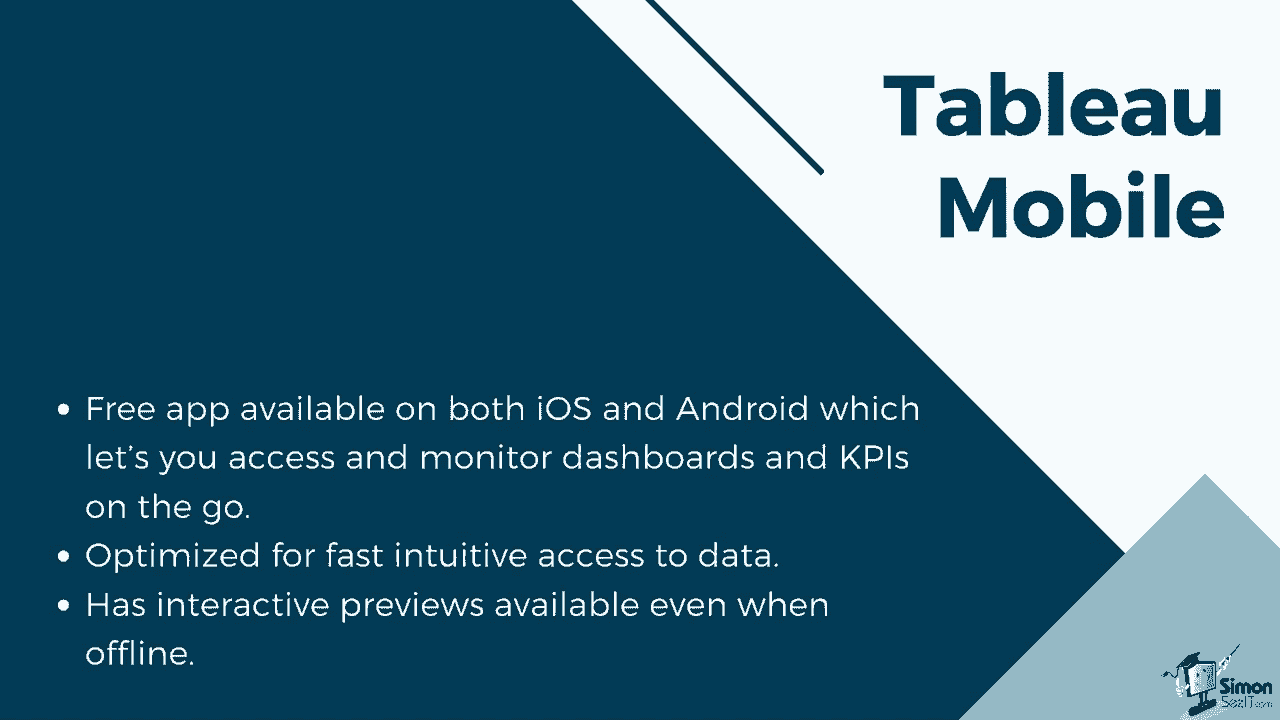 Tableau
Mobile
• Free app available on both iOS and Android which
let's you access and monitor dashboards and KPIs
on the go.
• Optimized for fast intuitive access to data.
• Has interactive previews available even when
offline.
Simon